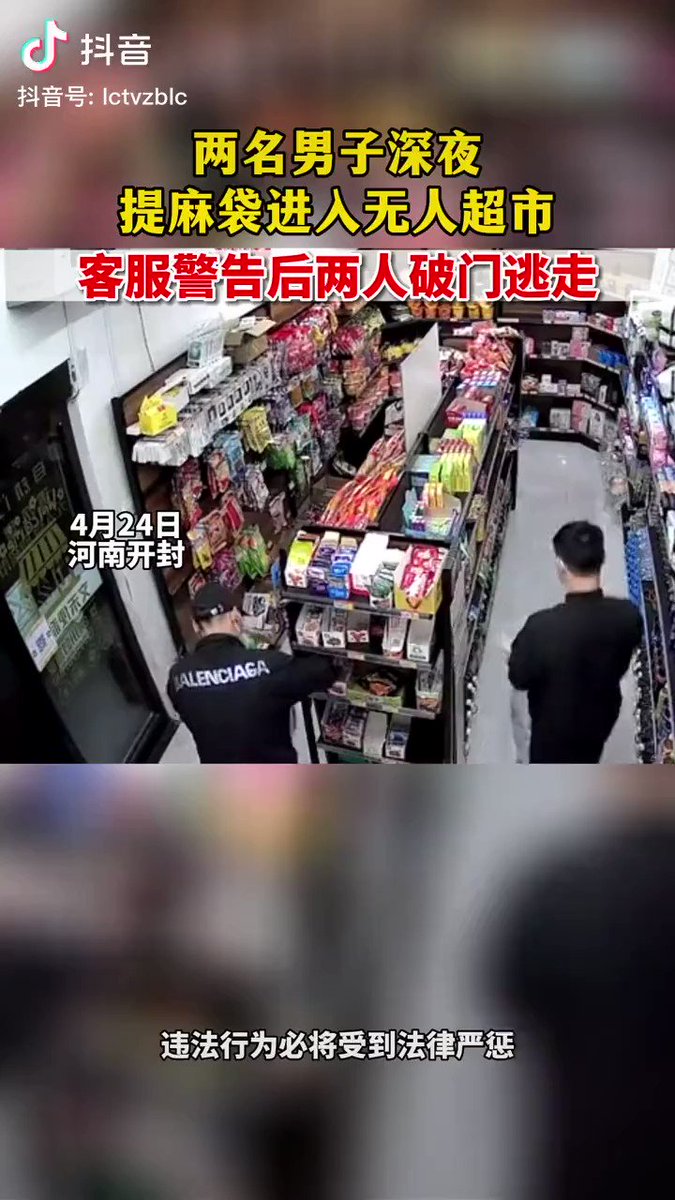 抖音
抖音号: lctvzblc
两名男子深夜
提麻袋进入无人超市
客服警告后两人破门逃走
4月24日
河南开封
BALENCIAGA
违法行为必将受到法律严惩